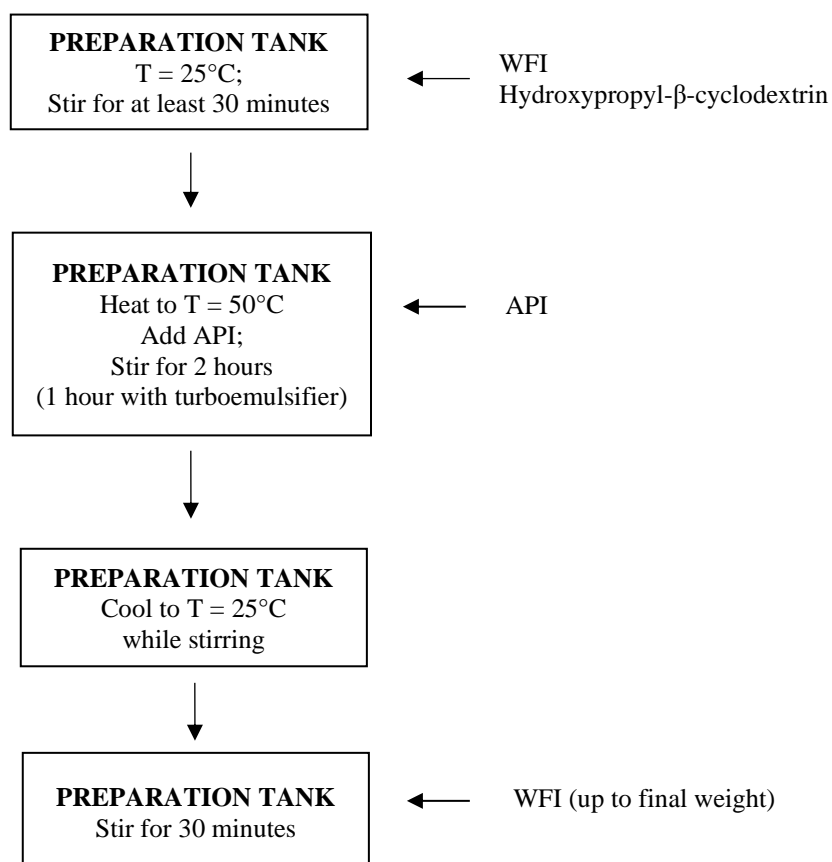 PREPARATION TANK
T = 25°C;
Stir for at least 30 minutes
WFI
Hydroxypropyl-β-cyclodextrin
PREPARATION TANK
Heat to T = 50°C
Add API;
Stir for 2 hours
(1 hour with turboemulsifier)
API
PREPARATION TANK
Cool to T = 25°C
while stirring
PREPARATION TANK
Stir for 30 minutes
WFI (up to final weight)